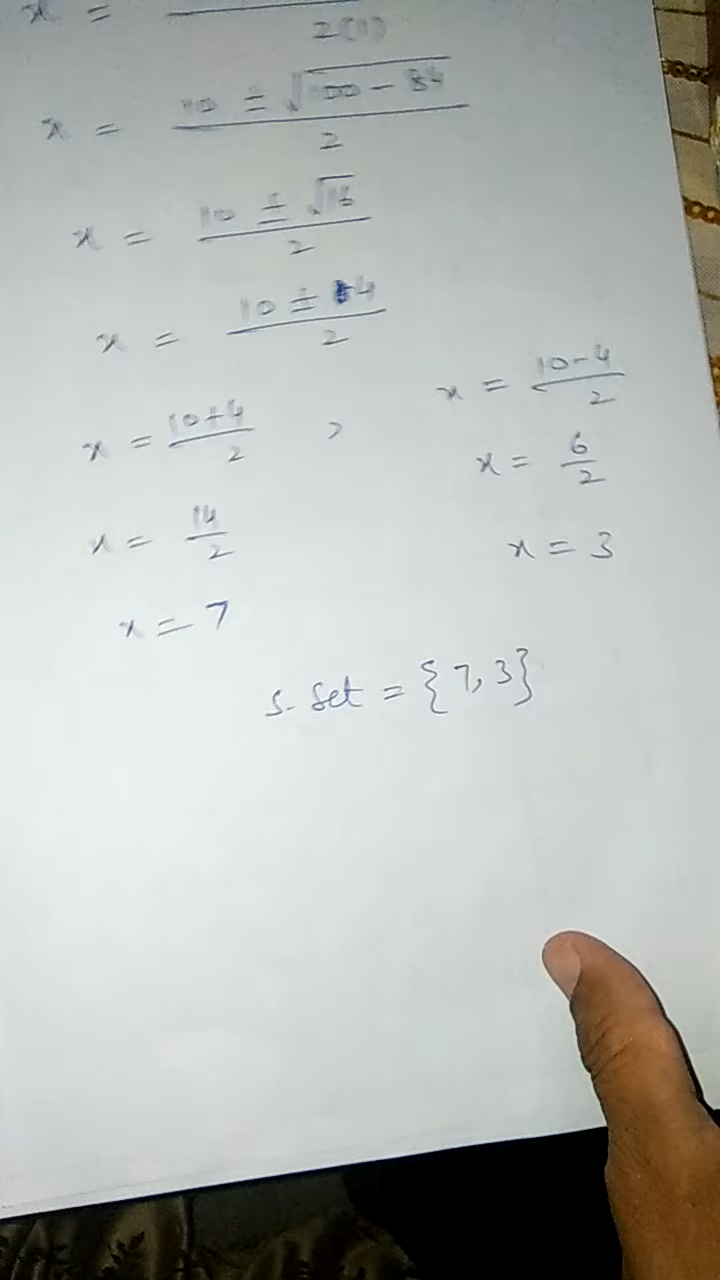 x = ─── / 2(1)
x = (10 ± √(100 - 84)) / 2
x = (10 ± √16) / 2
x = (10 ± 4) / 2
x = (10+4) / 2 , x = (10-4) / 2
x = 14/2 x = 6/2
x = 7 x = 3
S. Set = {7, 3}